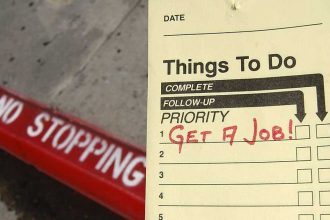 NO STOPPING
DATE
Things To Do
COMPLETE
FOLLOW-UP
PRIORITY
1 GET A JOB!
2
3
4
5